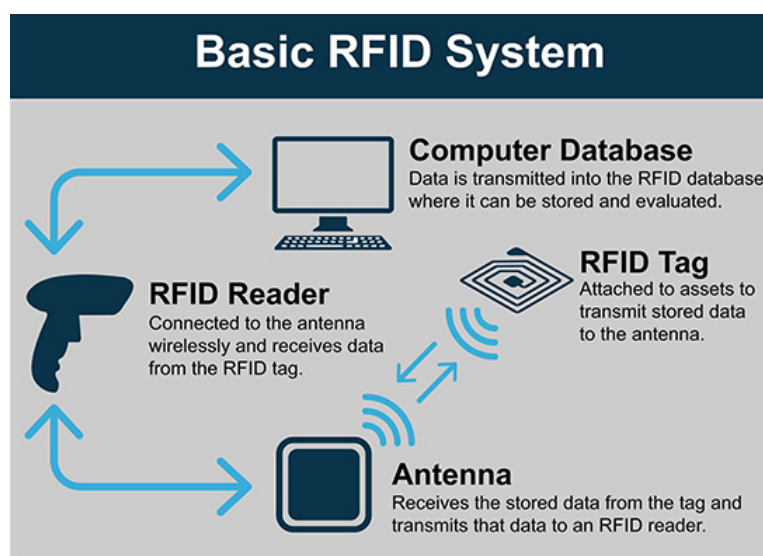 Basic RFID System
Computer Database
Data is transmitted into the RFID database
where it can be stored and evaluated.
RFID Tag
Attached to assets to
transmit stored data
to the antenna.
RFID Reader
Connected to the antenna
wirelessly and receives data
from the RFID tag.
Antenna
Receives the stored data from the tag and
transmits that data to an RFID reader.